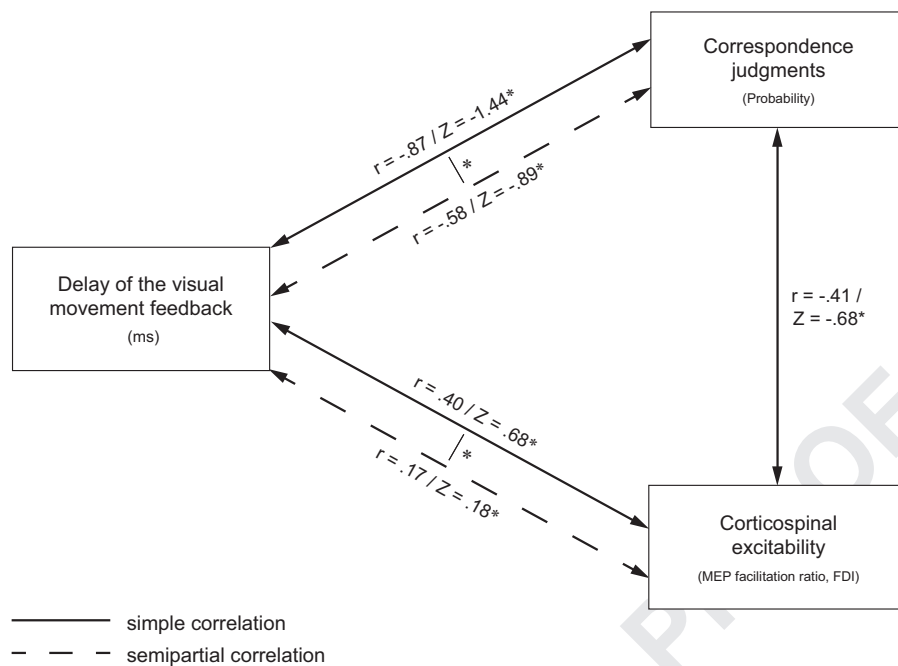 Correspondence
judgments
(Probability)
r = -.87 / Z = -1.44*
*
r = -.58 / Z = -.89*
Delay of the visual
movement feedback
(ms)
r = -.41 /
Z = -.68*
r = .40 / Z = .68*
*
r = .17 / Z = .18*
Corticospinal
excitability
(MEP facilitation ratio, FDI)
simple correlation
semipartial correlation